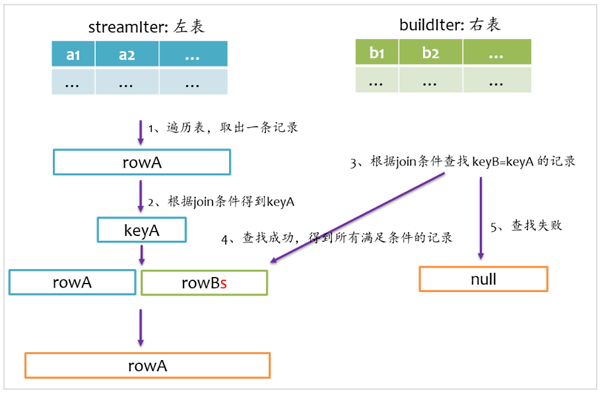 streamIter: 左表
buildIter: 右表
a1 a2 ...
... ... ...
b1 b2 ...
... ... ...
1、遍历表，取出一条记录
rowA
2、根据join条件得到keyA
3、根据join条件查找 keyB=keyA 的记录
keyA
4、查找成功，得到所有满足条件的记录
5、查找失败
rowA
rowBs
null
rowA